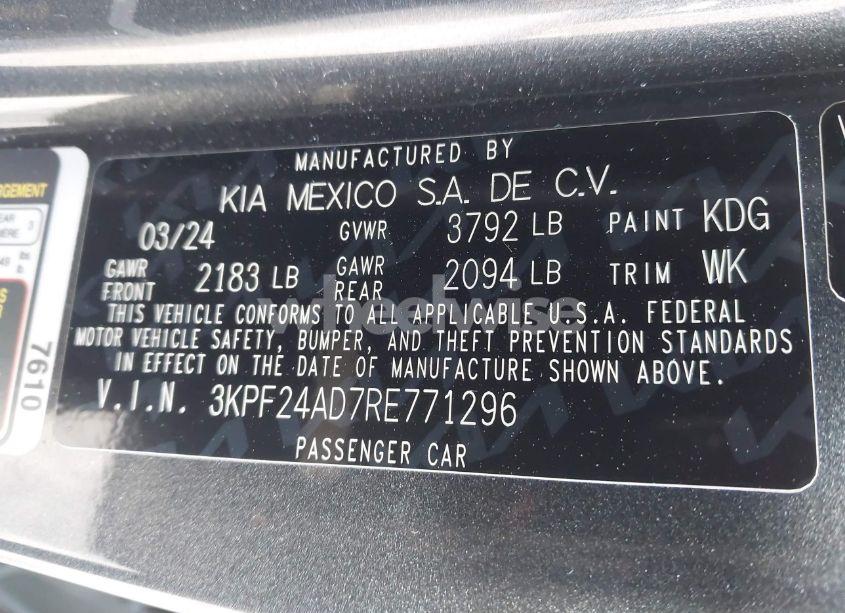 MANUFACTURED BY
KIA MEXICO S.A. DE C.V.
03/24 GVWR 3792 LB PAINT KDG
GAWR FRONT 2183 LB GAWR REAR 2094 LB TRIM WK
THIS VEHICLE CONFORMS TO ALL APPLICABLE U.S.A. FEDERAL
MOTOR VEHICLE SAFETY, BUMPER, AND THEFT PREVENTION STANDARDS
IN EFFECT ON THE DATE OF MANUFACTURE SHOWN ABOVE.
V.I.N. 3KPF24AD7RE771296
PASSENGER CAR
7610
wheelwise